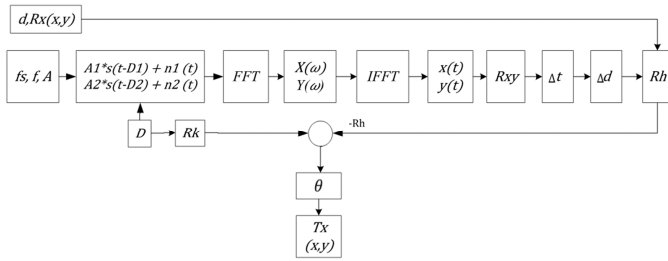 d,Rx(x,y)
fs, f, A
A1*s(t-D1) + n1 (t)
A2*s(t-D2) + n2 (t)
FFT
X(ω)
Y(ω)
IFFT
x(t)
y(t)
Rxy
Δt
Δd
Rh
D
Rk
-Rh
θ
Tx
(x,y)